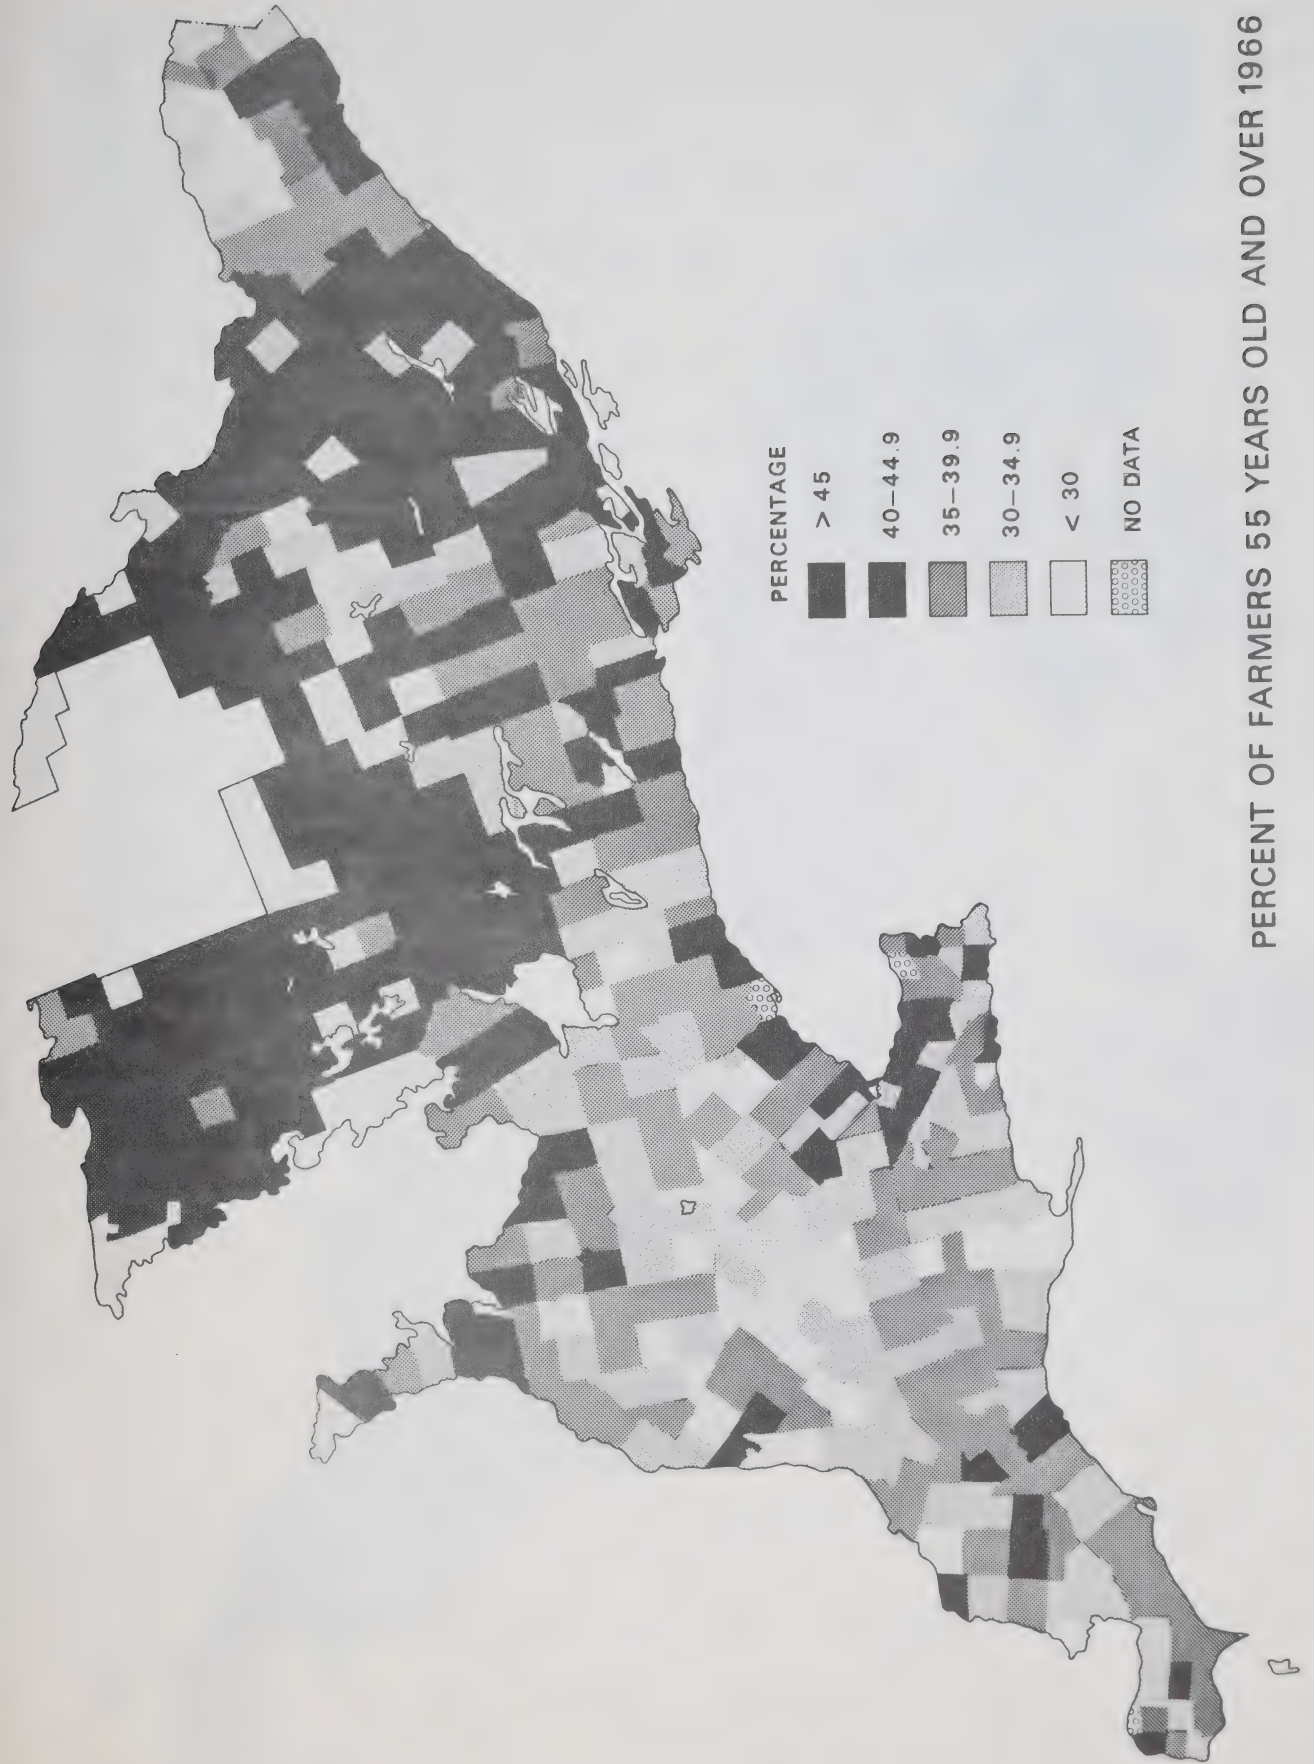 PERCENTAGE
> 45
40–44.9
35–39.9
30–34.9
< 30
NO DATA
PERCENT OF FARMERS 55 YEARS OLD AND OVER 1966